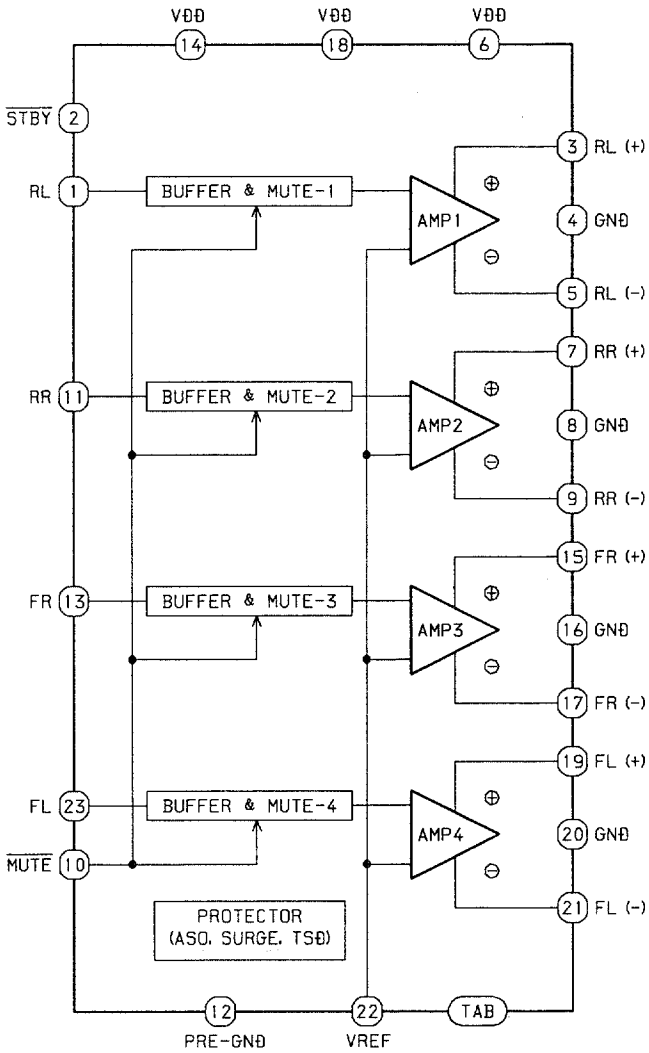 VDD VDD VDD
14 18 6
STBY 2
3 RL (+)
RL 1 BUFFER & MUTE-1 ⊕
AMP1 4 GND
⊖
5 RL (-)
7 RR (+)
RR 11 BUFFER & MUTE-2 ⊕
AMP2 8 GND
⊖
9 RR (-)
15 FR (+)
FR 13 BUFFER & MUTE-3 ⊕
AMP3 16 GND
⊖
17 FR (-)
19 FL (+)
FL 23 BUFFER & MUTE-4 ⊕
AMP4 20 GND
MUTE 10 ⊖
21 FL (-)
PROTECTOR
(ASO, SURGE, TSD)
12 22 TAB
PRE-GND VREF